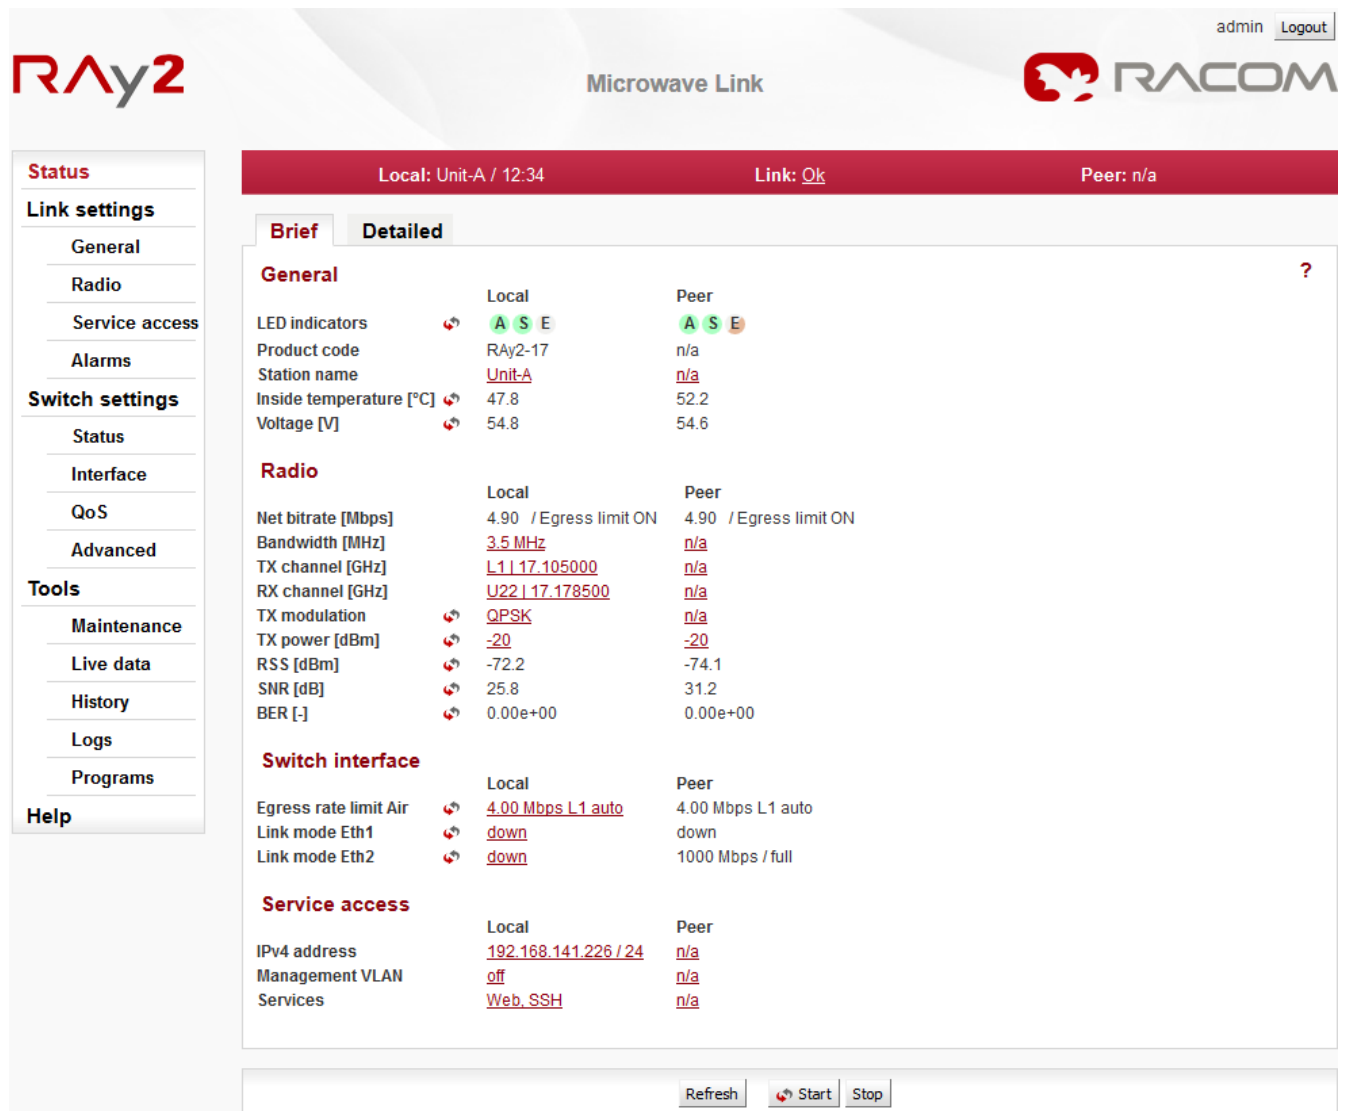 admin Logout
RAy2
Microwave Link
RACOM
Status
Link settings
General
Radio
Service access
Alarms
Switch settings
Status
Interface
QoS
Advanced
Tools
Maintenance
Live data
History
Logs
Programs
Help
Local: Unit-A / 12:34 Link: Ok Peer: n/a
Brief Detailed
General ?
Local Peer
LED indicators A S E A S E
Product code RAy2-17 n/a
Station name Unit-A n/a
Inside temperature [°C] 47.8 52.2
Voltage [V] 54.8 54.6
Radio
Local Peer
Net bitrate [Mbps] 4.90 / Egress limit ON 4.90 / Egress limit ON
Bandwidth [MHz] 3.5 MHz n/a
TX channel [GHz] L1 | 17.105000 n/a
RX channel [GHz] U22 | 17.178500 n/a
TX modulation QPSK n/a
TX power [dBm] -20 -20
RSS [dBm] -72.2 -74.1
SNR [dB] 25.8 31.2
BER [-] 0.00e+00 0.00e+00
Switch interface
Local Peer
Egress rate limit Air 4.00 Mbps L1 auto 4.00 Mbps L1 auto
Link mode Eth1 down down
Link mode Eth2 down 1000 Mbps / full
Service access
Local Peer
IPv4 address 192.168.141.226 / 24 n/a
Management VLAN off n/a
Services Web, SSH n/a
Refresh Start Stop